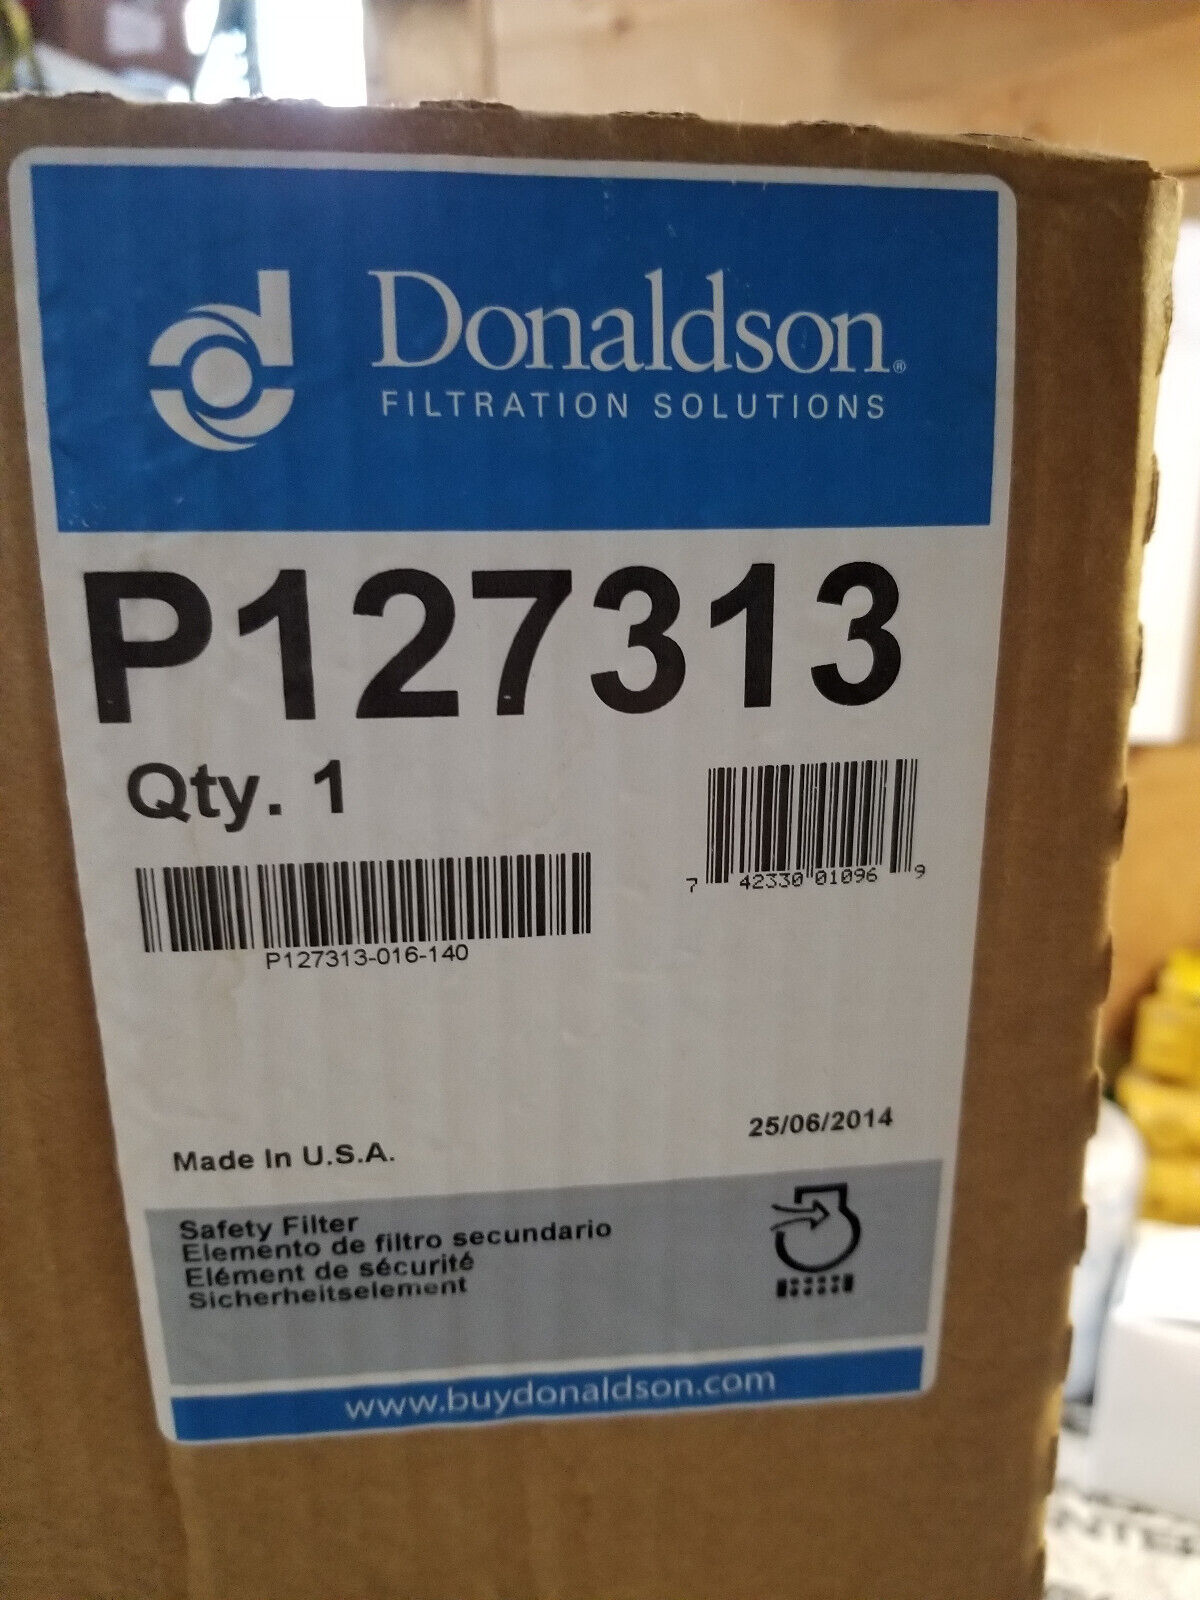 Donaldson®
FILTRATION SOLUTIONS
P127313
Qty. 1
7 42330 01096 9
P127313-016-140
25/06/2014
Made In U.S.A.
Safety Filter
Elemento de filtro secundario
Elément de sécurité
Sicherheitselement
www.buydonaldson.com